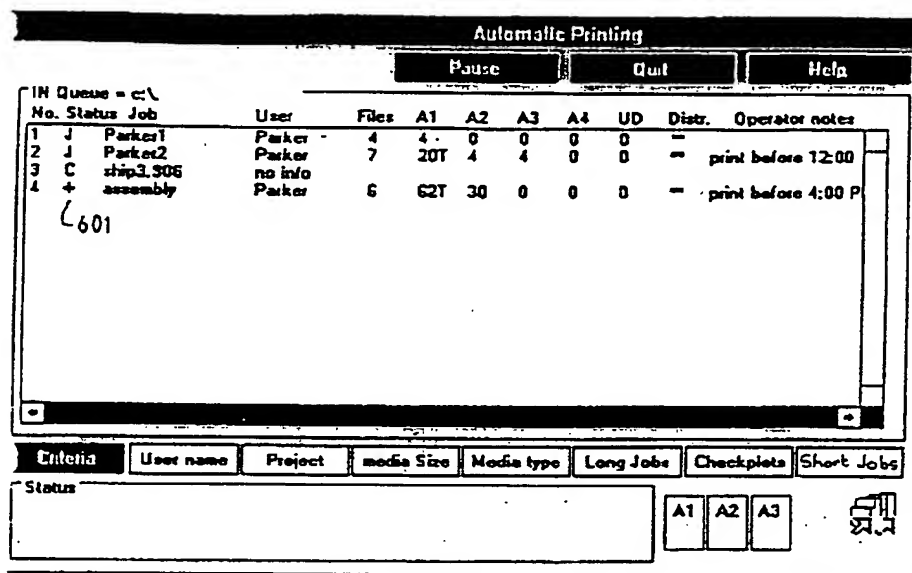 Automatic Printing
Pause Quit Help
IN Queue = c:\
No. Status Job User Files A1 A2 A3 A4 UD Distr. Operator notes
1 J Parker1 Parker - 4 4 - 0 0 0 0 -
2 J Parker2 Parker 7 20T 4 4 0 0 - print before 12:00
3 C ship3.906 no info
4 + assembly Parker 6 62T 30 0 0 0 - print before 4:00 P
601
Criteria User name Project media Size Media type Long Jobs Checkplots Short Jobs
Status
A1 A2 A3